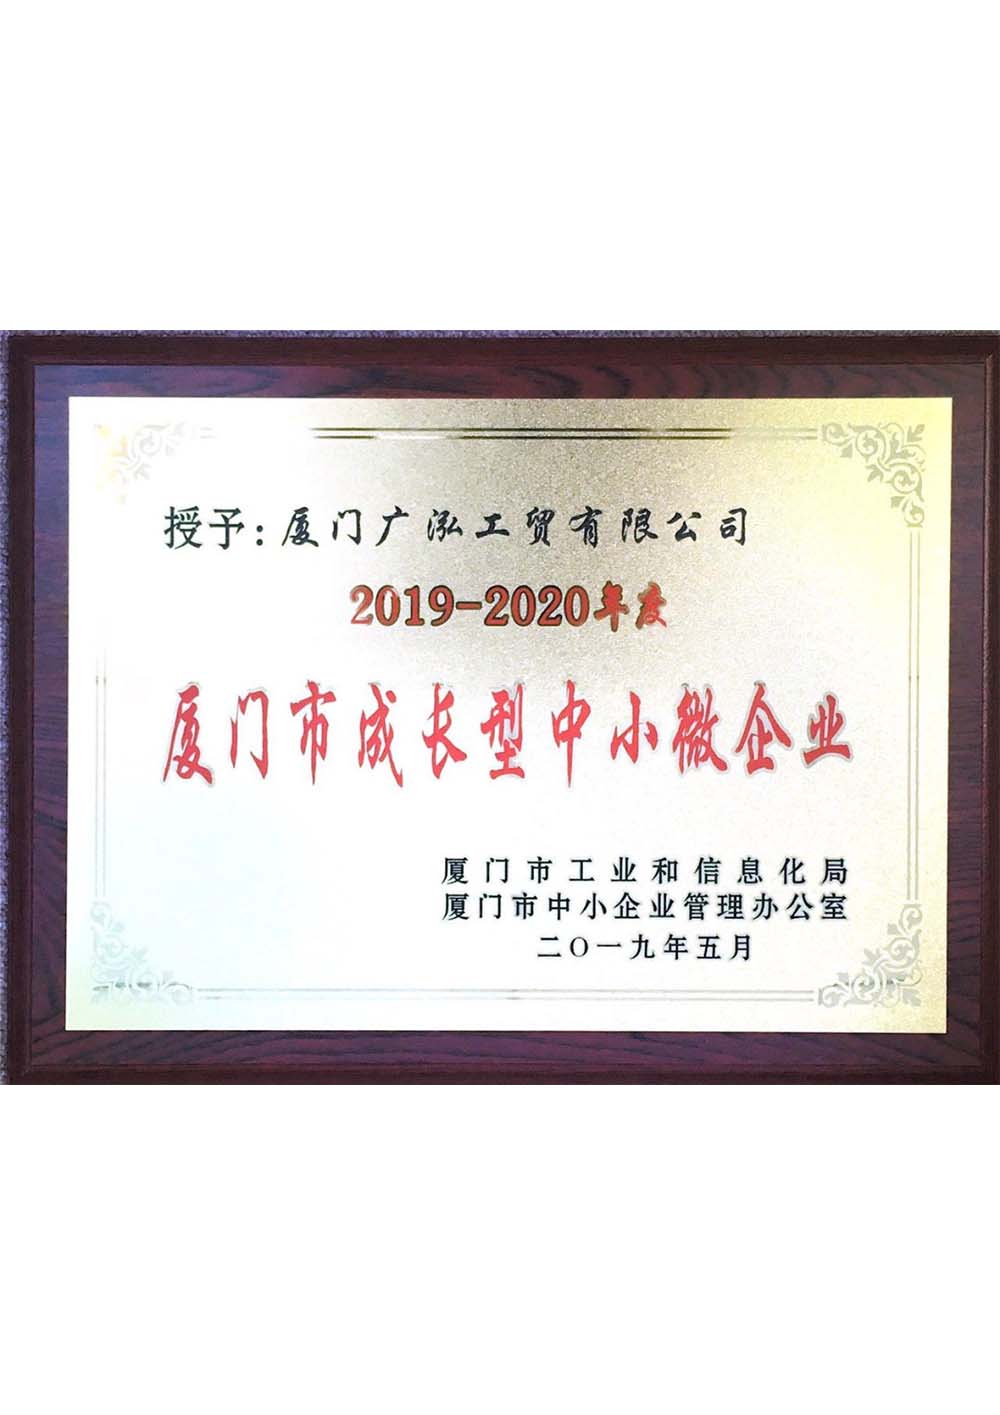 授予：厦门广泓工贸有限公司
2019-2020年度
厦门市成长型中小微企业
厦门市工业和信息化局
厦门市中小企业管理办公室
二〇一九年五月